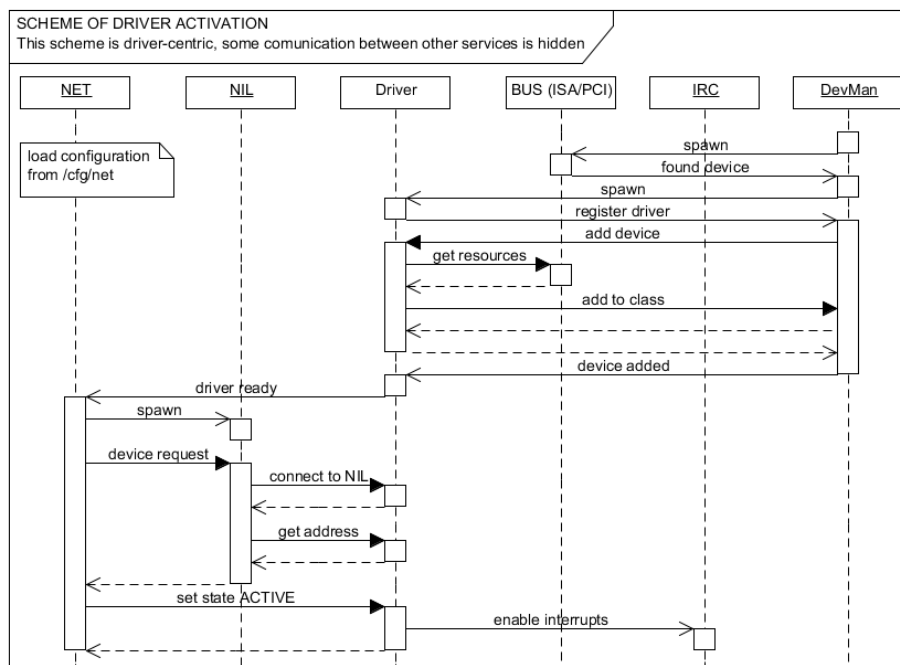 SCHEME OF DRIVER ACTIVATION
This scheme is driver-centric, some comunication between other services is hidden
NET
NIL
Driver
BUS (ISA/PCI)
IRC
DevMan
load configuration
from /cfg/net
spawn
found device
spawn
register driver
add device
get resources
add to class
device added
driver ready
spawn
device request
connect to NIL
get address
set state ACTIVE
enable interrupts